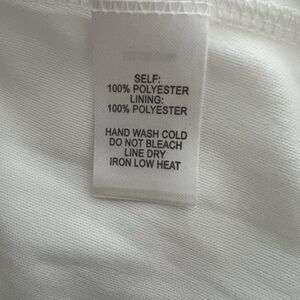 SELF:
100% POLYESTER
LINING:
100% POLYESTER
HAND WASH COLD
DO NOT BLEACH
LINE DRY
IRON LOW HEAT